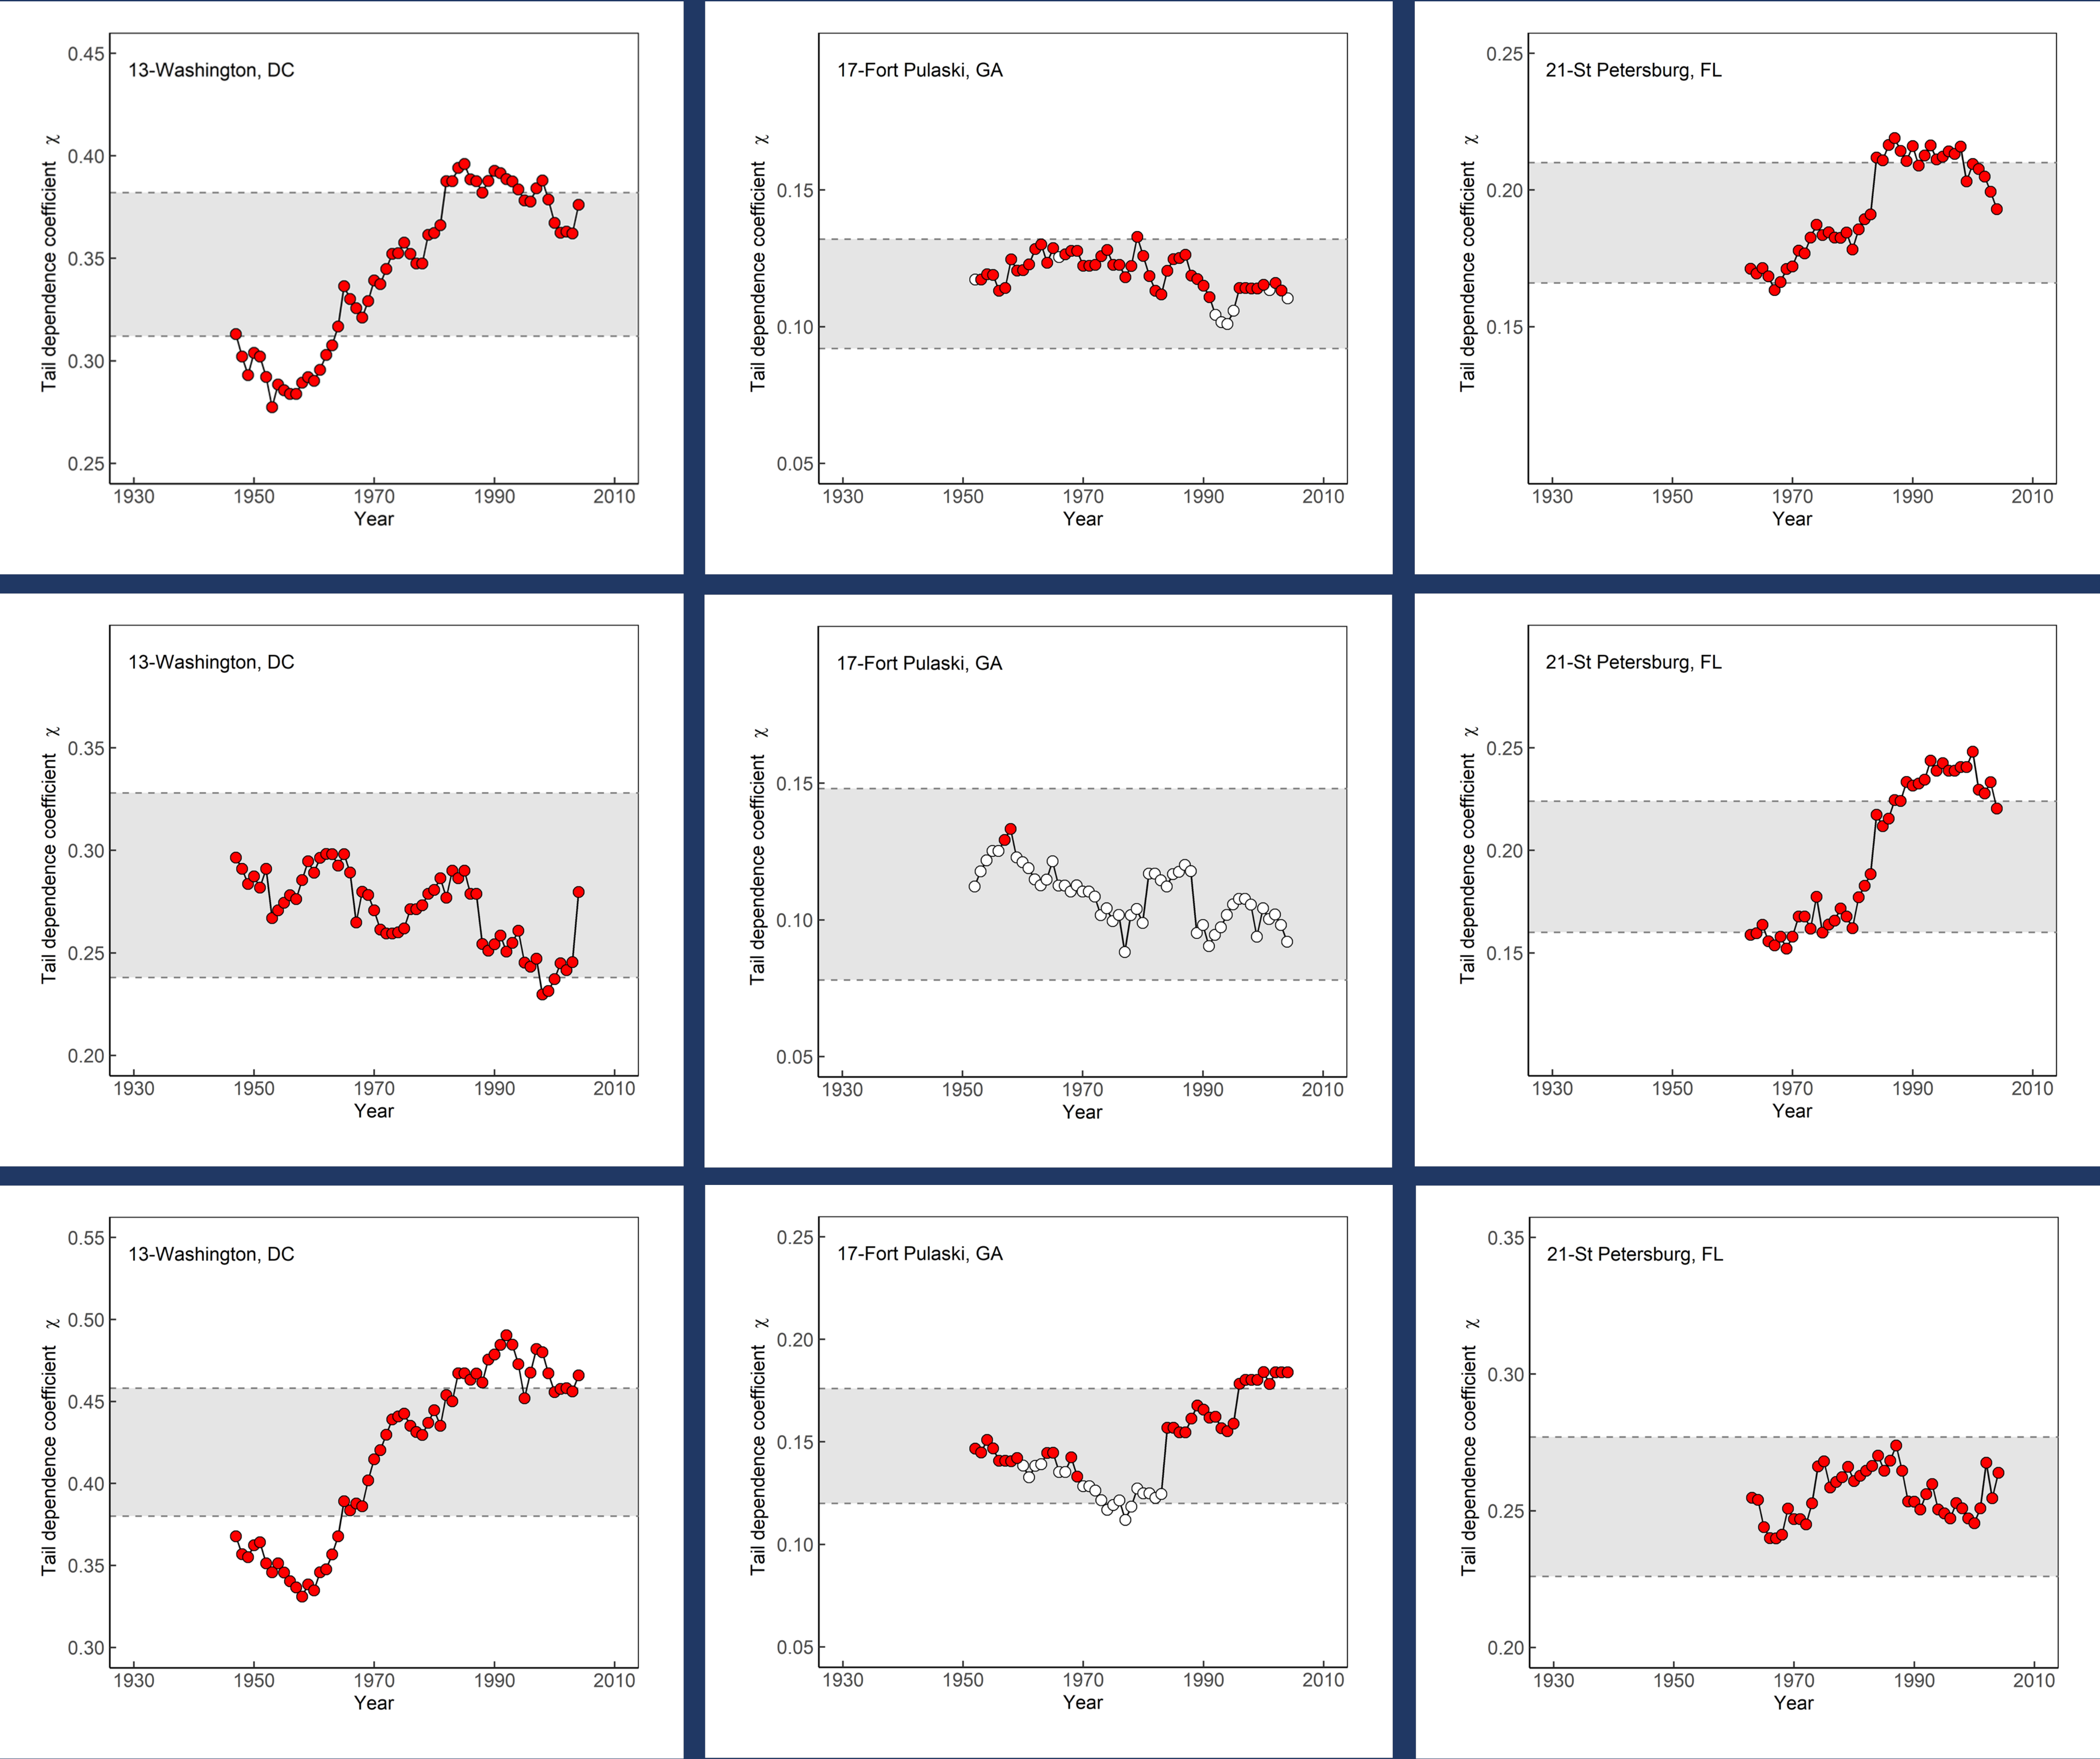 13-Washington, DC
Tail dependence coefficient χ
0.45
0.40
0.35
0.30
0.25
1930 1950 1970 1990 2010
Year
17-Fort Pulaski, GA
Tail dependence coefficient χ
0.15
0.10
0.05
1930 1950 1970 1990 2010
Year
21-St Petersburg, FL
Tail dependence coefficient χ
0.25
0.20
0.15
1930 1950 1970 1990 2010
Year
13-Washington, DC
Tail dependence coefficient χ
0.35
0.30
0.25
0.20
1930 1950 1970 1990 2010
Year
17-Fort Pulaski, GA
Tail dependence coefficient χ
0.15
0.10
0.05
1930 1950 1970 1990 2010
Year
21-St Petersburg, FL
Tail dependence coefficient χ
0.25
0.20
0.15
1930 1950 1970 1990 2010
Year
13-Washington, DC
Tail dependence coefficient χ
0.55
0.50
0.45
0.40
0.35
0.30
1930 1950 1970 1990 2010
Year
17-Fort Pulaski, GA
Tail dependence coefficient χ
0.25
0.20
0.15
0.10
0.05
1930 1950 1970 1990 2010
Year
21-St Petersburg, FL
Tail dependence coefficient χ
0.35
0.30
0.25
0.20
1930 1950 1970 1990 2010
Year